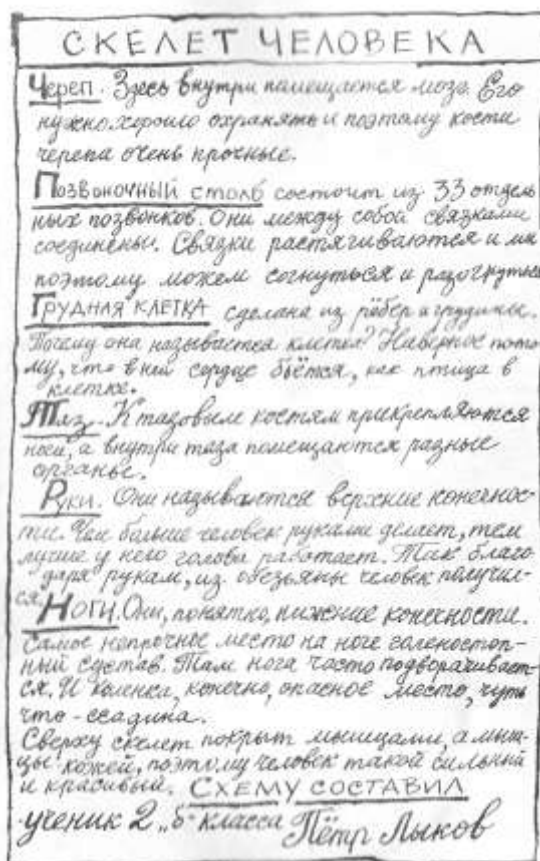 СКЕЛЕТ ЧЕЛОВЕКА
Череп. Здесь внутри помещается мозг. Его
нужно хорошо охранять и поэтому кости
черепа очень прочные.
Позвоночный столб состоит из 33 отдель
ных позвонков. Они между собой связками
соединены. Связки растягиваются и мы
поэтому можем согнуться и разогнуться
Грудная клетка сделана из рёбер и грудины.
Почему она называется клетка? Наверное пото
му, что в ней сердце бьётся, как птица в
клетке.
Таз. К тазовым костям прикрепляются
ноги, а внутри таза помещаются разные
органы.
Руки. Они называются верхние конечнос-
ти. Чем больше человек руками делает, тем
лучше у него голова работает. Так благо
даря рукам, из обезьяны человек получил-
ся.
Ноги. Они, понятно, нижние конечности.
Самое непрочное место на ноге голеностоп-
ный сустав. Там нога часто подворачивает-
ся. И коленка, конечно, опасное место, чуть
что - ссадина.
Сверху скелет покрыт мышцами, а мыш-
цы кожей, поэтому человек такой сильный
и красивый. СХЕМУ СОСТАВИЛ
ученик 2 „Б" класса Пётр Лыков